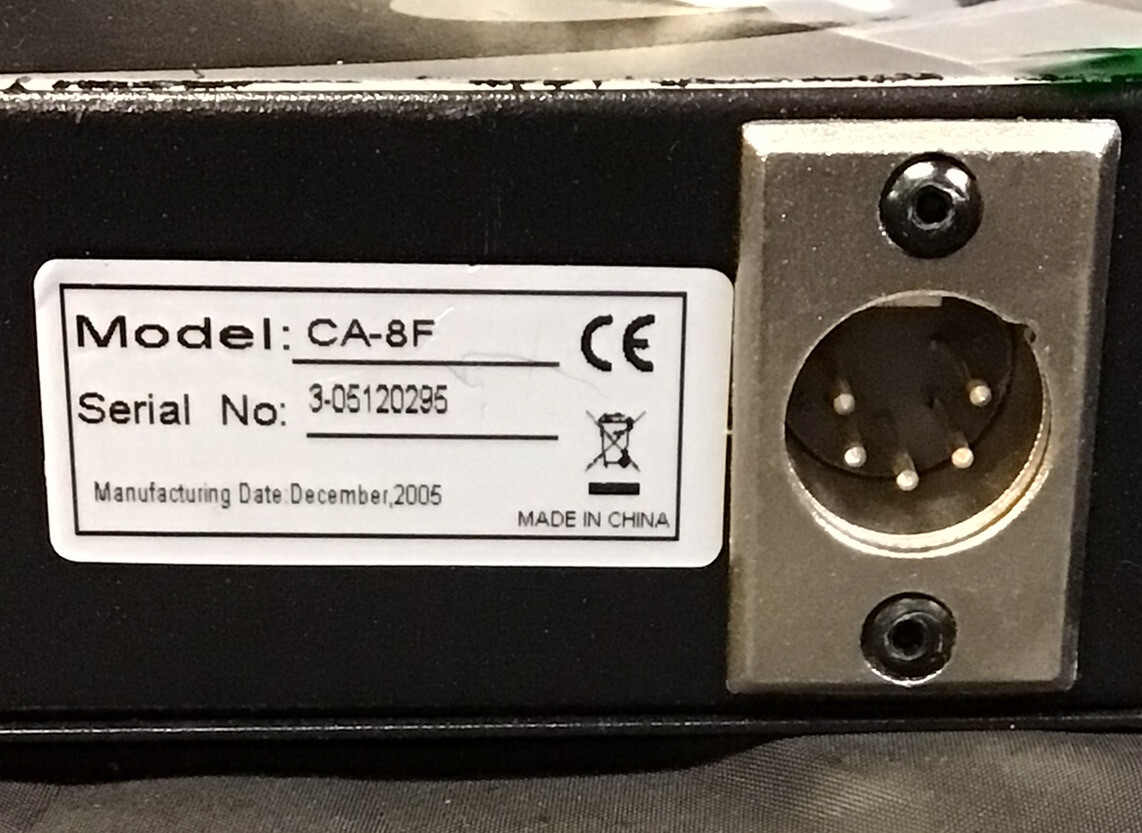 Model: CA-8F
CE
Serial No: 3-05120295
Manufacturing Date:December,2005
MADE IN CHINA